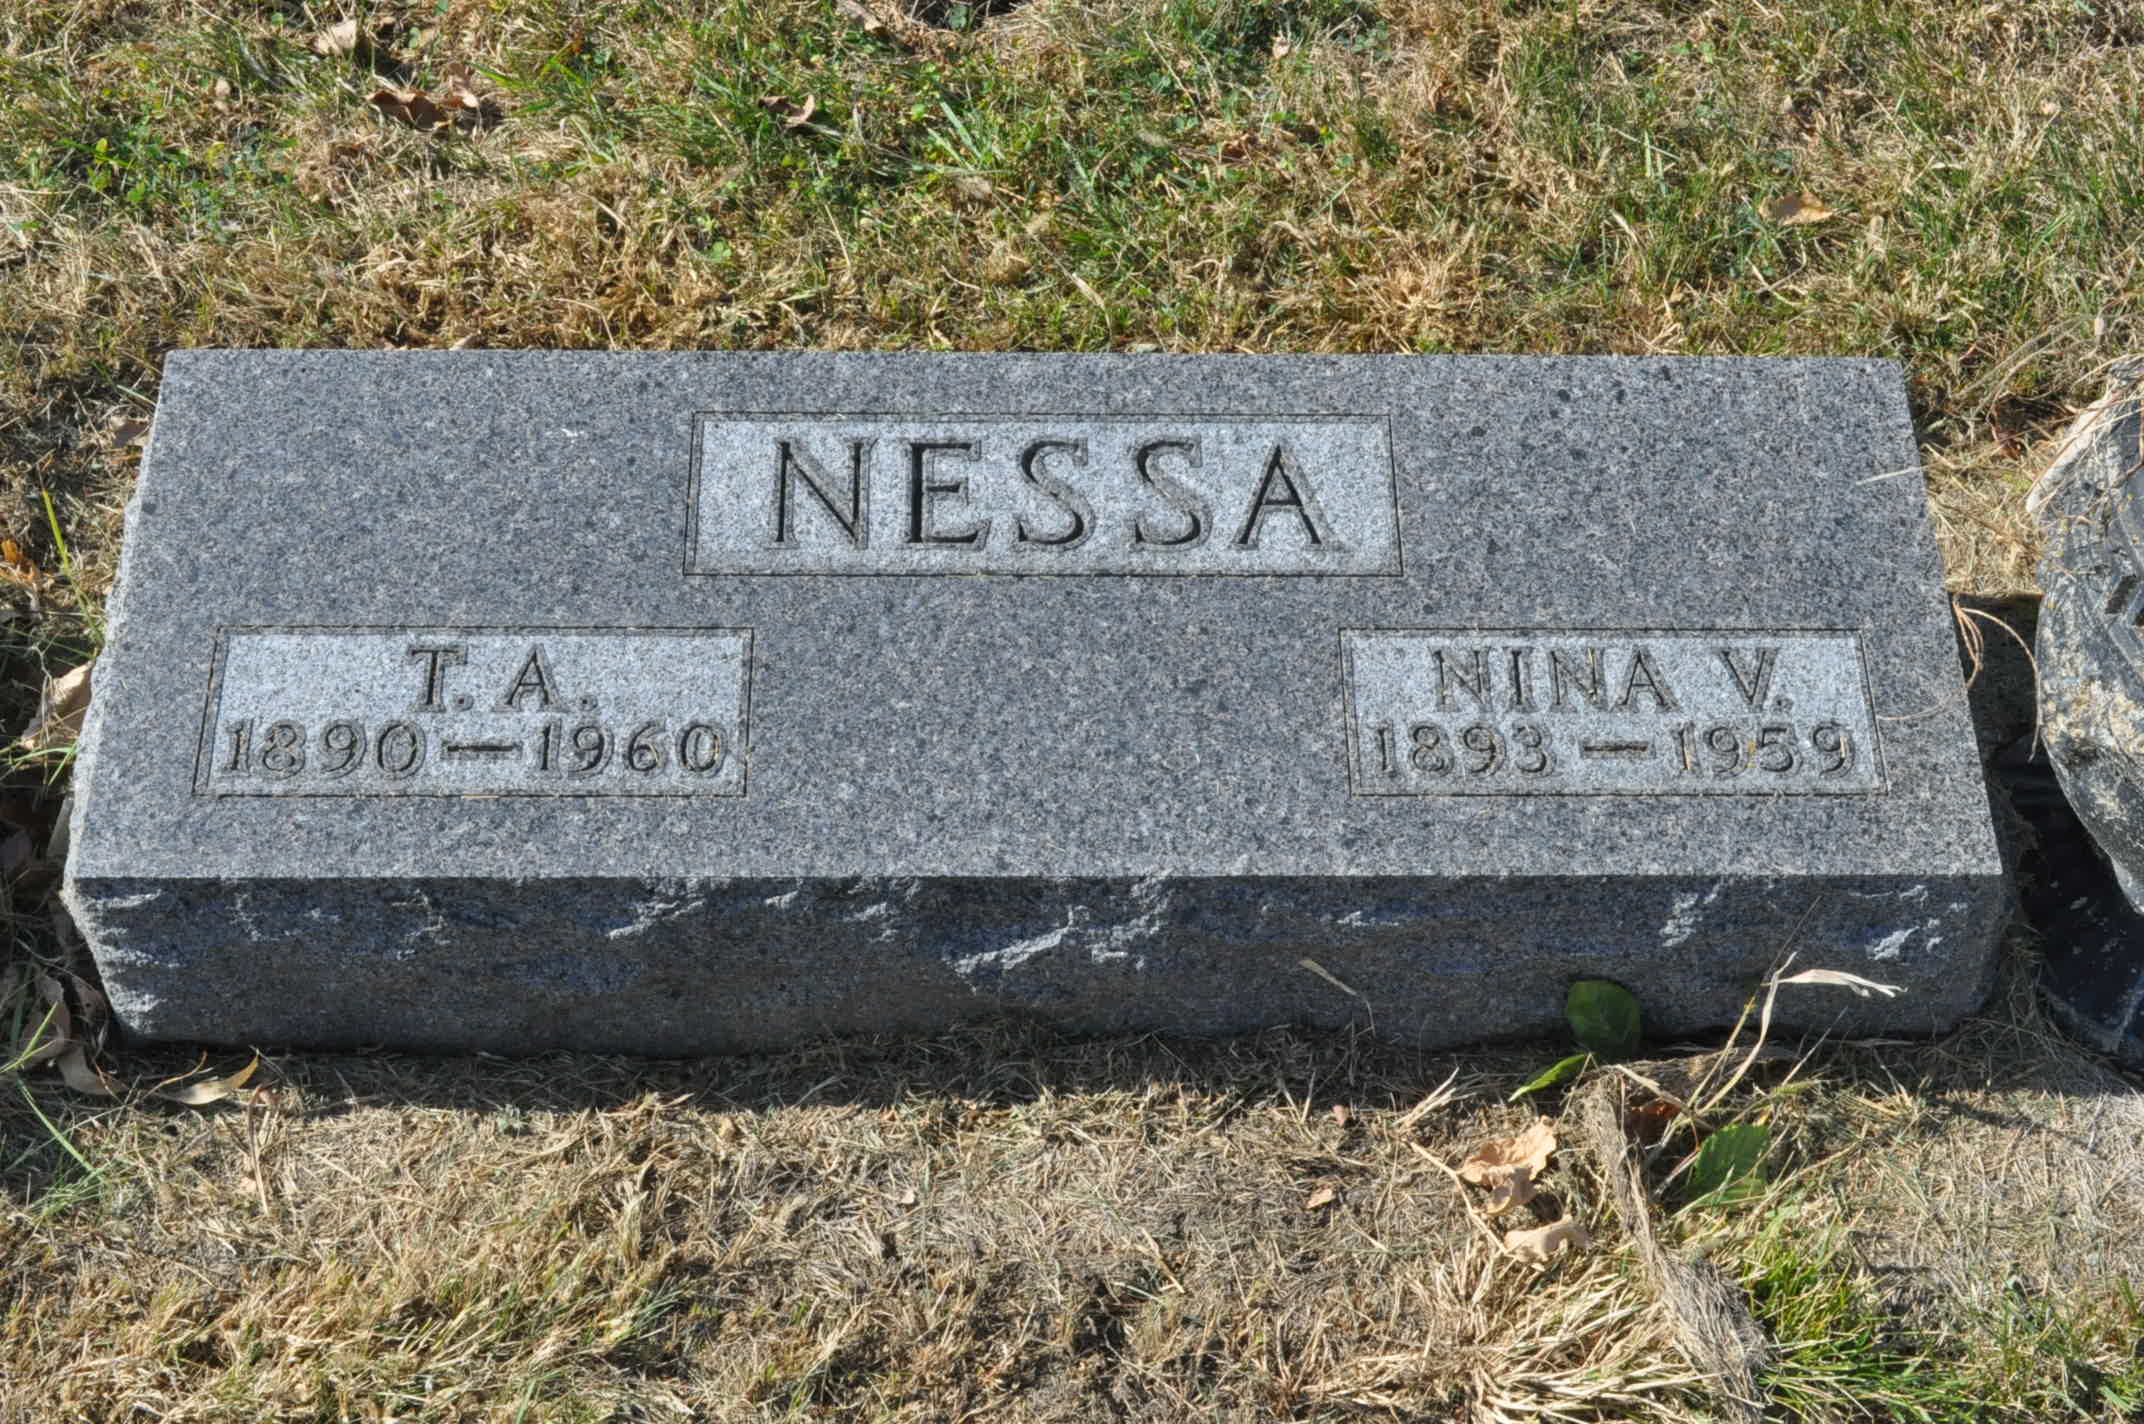 NESSA
T. A.
1890 — 1960
NINA V.
1893 — 1959